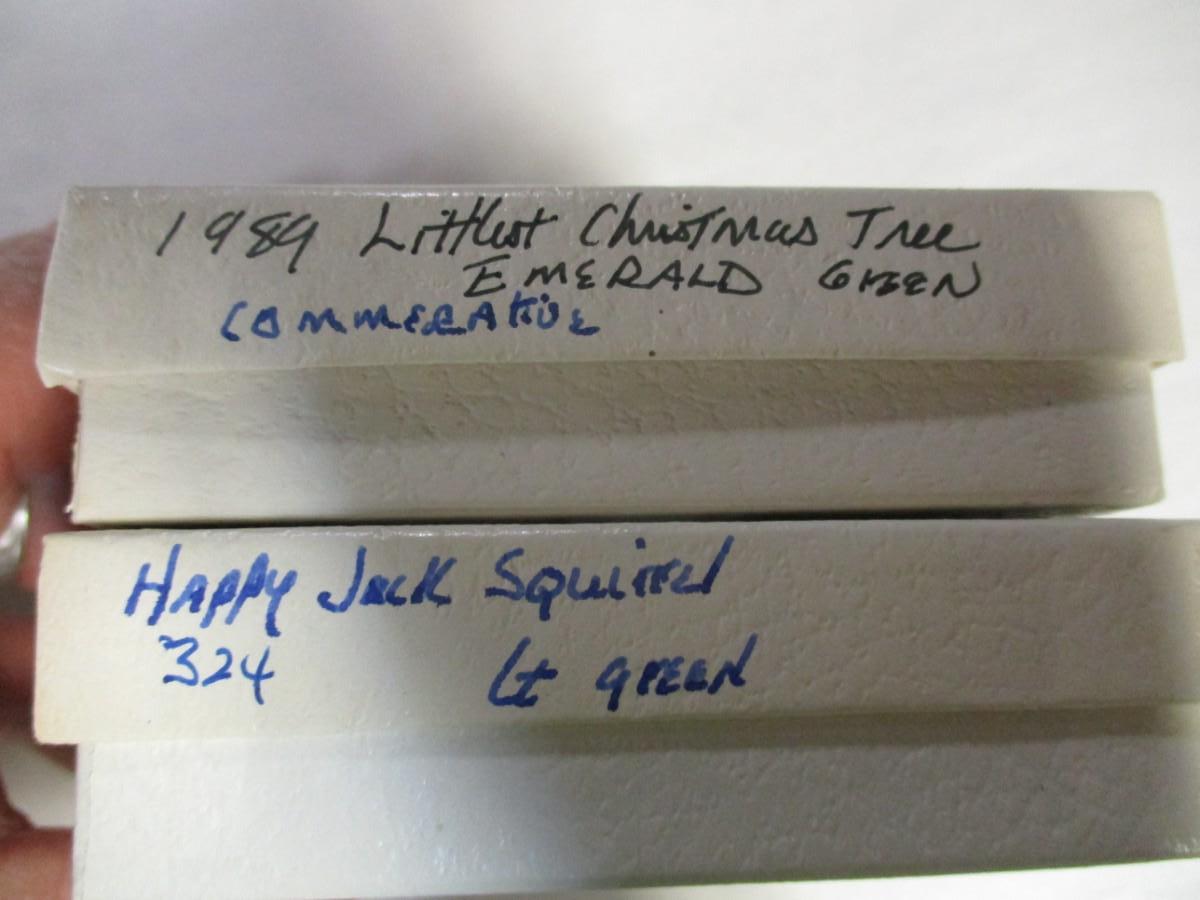 1989 Littlest Christmas Tree
EMERALD GREEN
COMMERATIVE
HAPPY JACK SQUIRREL
324 Lt GREEN